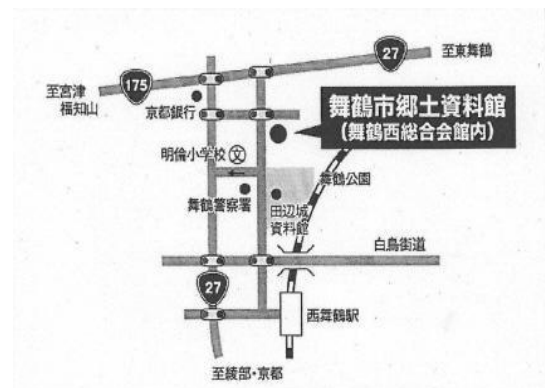 27
至東舞鶴
175
至宮津
福知山
京都銀行
舞鶴市郷土資料館
(舞鶴西総合会館内)
明倫小学校
文
舞鶴公園
舞鶴警察署
田辺城
資料館
白鳥街道
27
西舞鶴駅
至綾部・京都